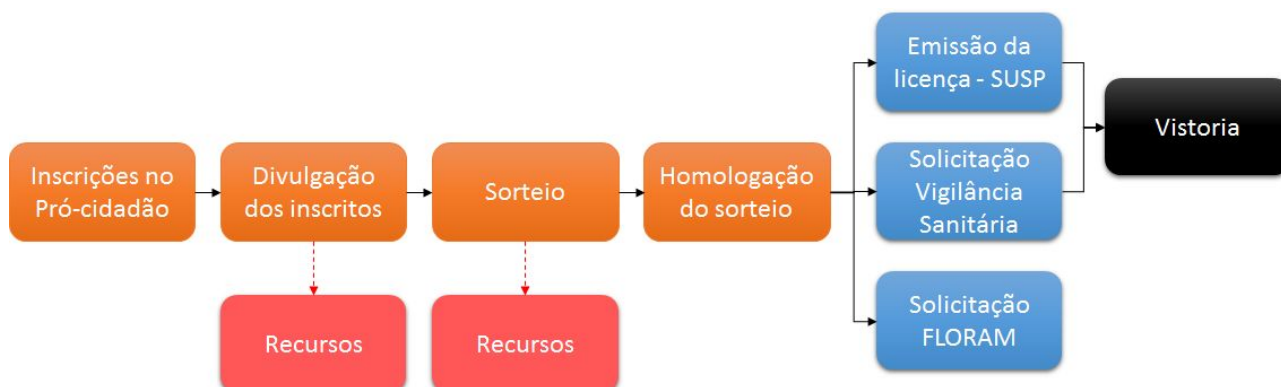 Emissão da
licença - SUSP
Vistoria
Inscrições no
Pró-cidadão
Divulgação
dos inscritos
Sorteio
Homologação
do sorteio
Solicitação
Vigilância
Sanitária
Recursos
Recursos
Solicitação
FLORAM